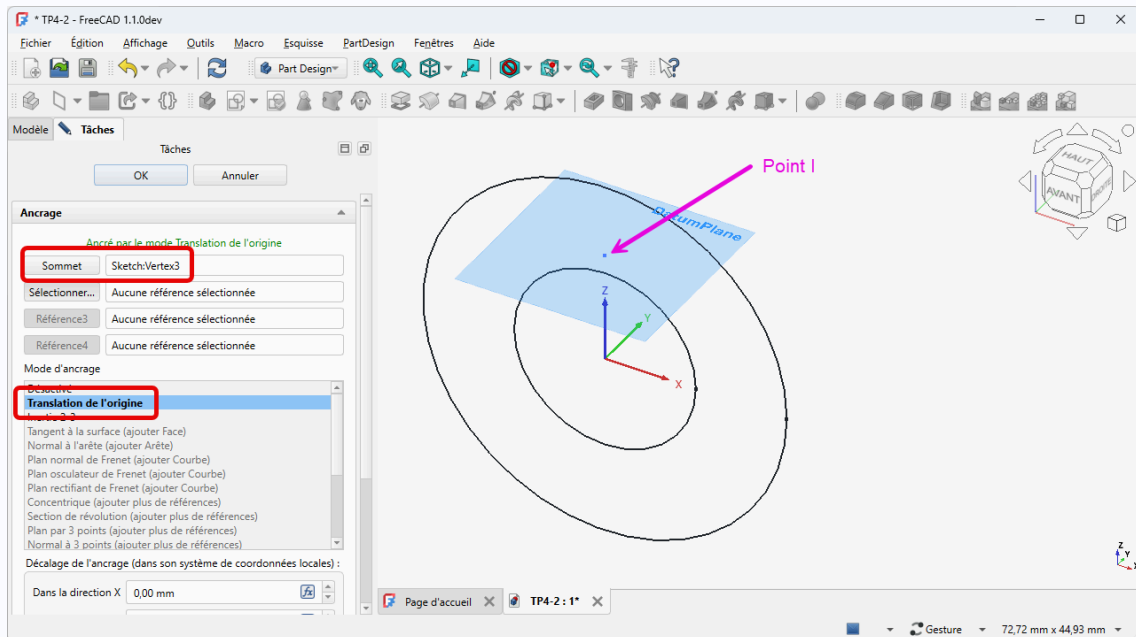 * TP4-2 - FreeCAD 1.1.0dev
Fichier Édition Affichage Outils Macro Esquisse PartDesign Fenêtres Aide
Part Design
Modèle Tâches
Tâches
OK Annuler
Ancrage
Ancré par le mode Translation de l'origine
Sommet Sketch:Vertex3
Sélectionner... Aucune référence sélectionnée
Référence3 Aucune référence sélectionnée
Référence4 Aucune référence sélectionnée
Mode d'ancrage
Désactivé
Translation de l'origine
Inertie 2-3
Tangent à la surface (ajouter Face)
Normal à l'arête (ajouter Arête)
Plan normal de Frenet (ajouter Courbe)
Plan osculateur de Frenet (ajouter Courbe)
Plan rectifiant de Frenet (ajouter Courbe)
Concentrique (ajouter plus de références)
Section de révolution (ajouter plus de références)
Plan par 3 points (ajouter plus de références)
Normal à 3 points (ajouter plus de références)
Décalage de l'ancrage (dans son système de coordonnées locales) :
Dans la direction X 0,00 mm
Point I
DatumPlane
Z
Y
X
HAUT
AVANT
DROITE
Z
Y
X
Page d'accueil TP4-2 : 1*
Gesture 72,72 mm x 44,93 mm